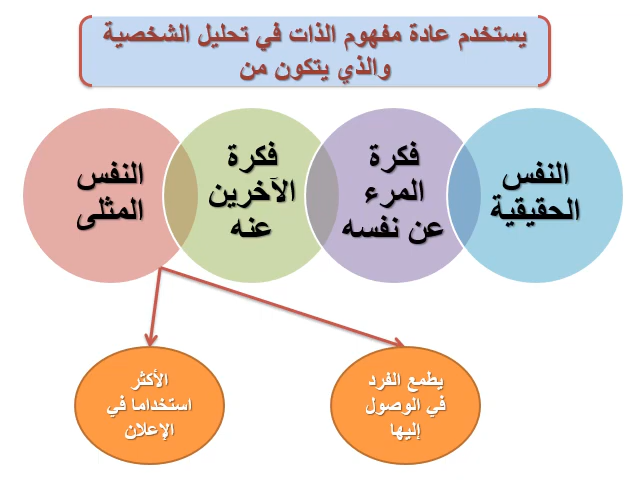 يستخدم عادة مفهوم الذات في تحليل الشخصية
والذي يتكون من
النفس
الحقيقية
فكرة
المرء
عن نفسه
فكرة
الآخرين
عنه
النفس
المثلى
يطمع الفرد
في الوصول
إليها
الأكثر
استخداما في
الإعلان